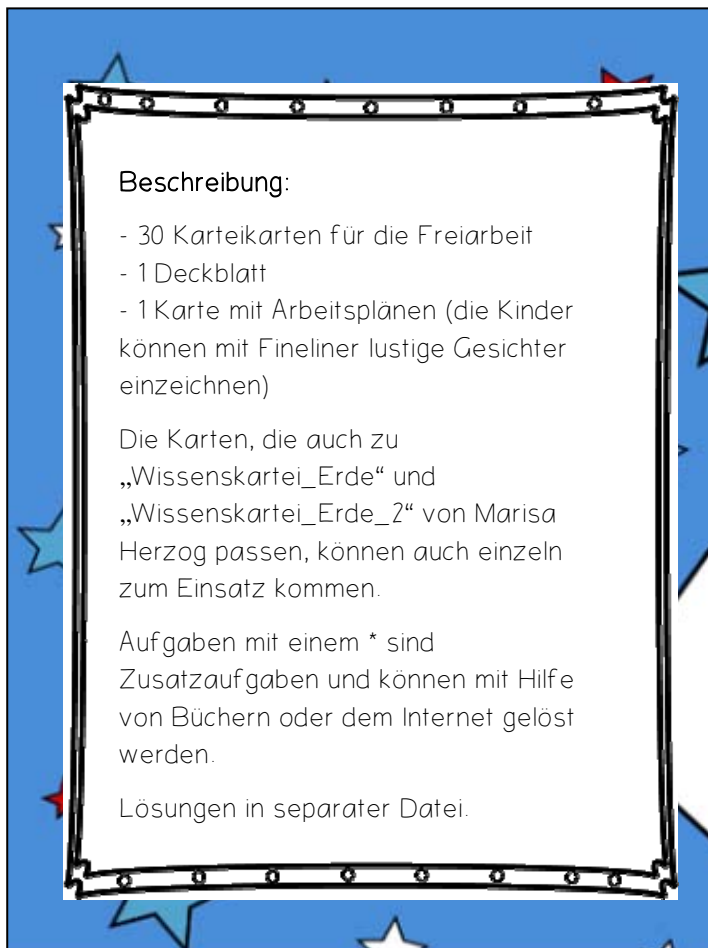 Beschreibung:
- 30 Karteikarten für die Freiarbeit
- 1 Deckblatt
- 1 Karte mit Arbeitsplänen (die Kinder
können mit Fineliner lustige Gesichter
einzeichnen)
Die Karten, die auch zu
„Wissenskartei_Erde“ und
„Wissenskartei_Erde_2“ von Marisa
Herzog passen, können auch einzeln
zum Einsatz kommen.
Aufgaben mit einem * sind
Zusatzaufgaben und können mit Hilfe
von Büchern oder dem Internet gelöst
werden.
Lösungen in separater Datei.